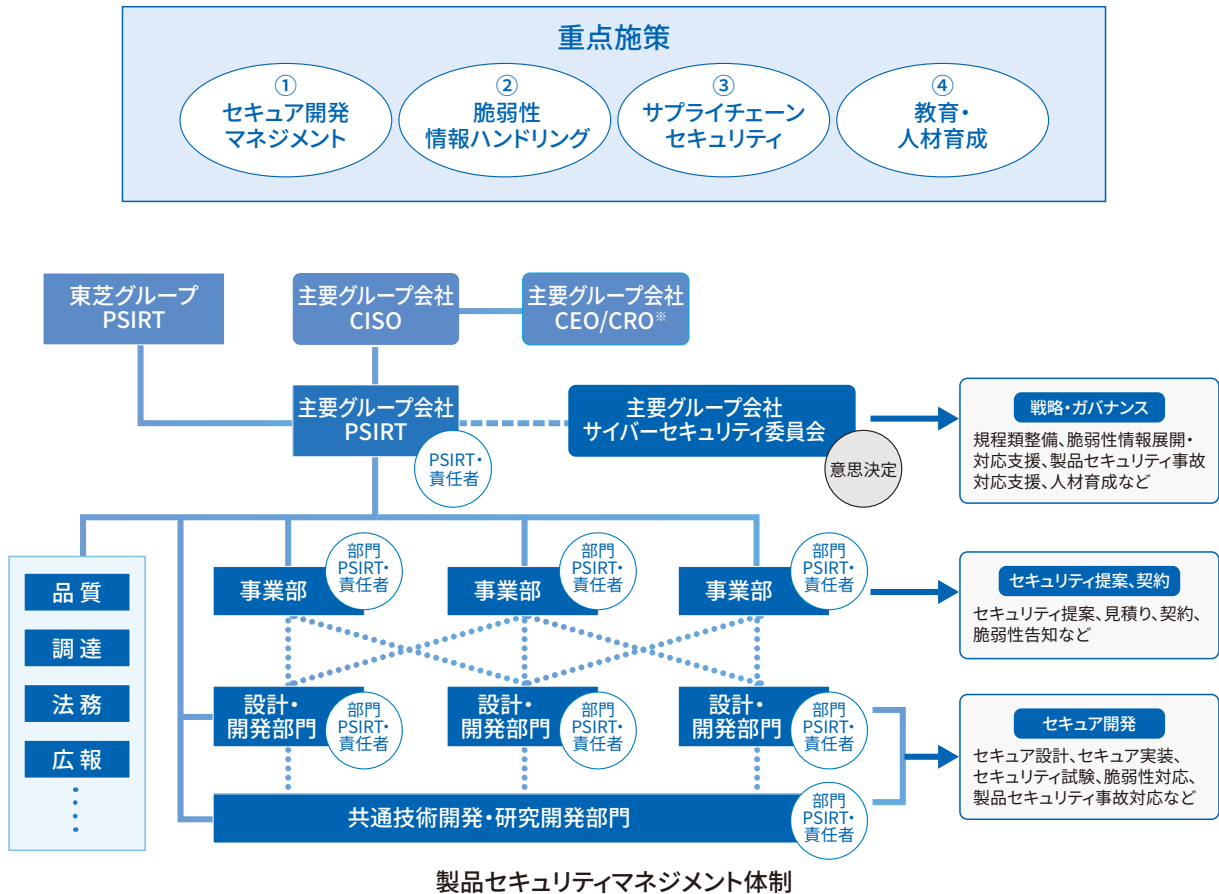 重点施策
①
セキュア開発
マネジメント
②
脆弱性
情報ハンドリング
③
サプライチェーン
セキュリティ
④
教育・
人材育成
東芝グループ
PSIRT
主要グループ会社
CISO
主要グループ会社
CEO/CRO※
主要グループ会社
PSIRT
PSIRT・
責任者
主要グループ会社
サイバーセキュリティ委員会
意思決定
戦略・ガバナンス
規程類整備、脆弱性情報展開・
対応支援、製品セキュリティ事故
対応支援、人材育成など
品質
調達
法務
広報
事業部
部門
PSIRT・
責任者
事業部
部門
PSIRT・
責任者
事業部
部門
PSIRT・
責任者
セキュリティ提案、契約
セキュリティ提案、見積り、契約、
脆弱性告知など
設計・
開発部門
部門
PSIRT・
責任者
設計・
開発部門
部門
PSIRT・
責任者
設計・
開発部門
部門
PSIRT・
責任者
セキュア開発
セキュア設計、セキュア実装、
セキュリティ試験、脆弱性対応、
製品セキュリティ事故対応など
共通技術開発・研究開発部門
部門
PSIRT・
責任者
製品セキュリティマネジメント体制